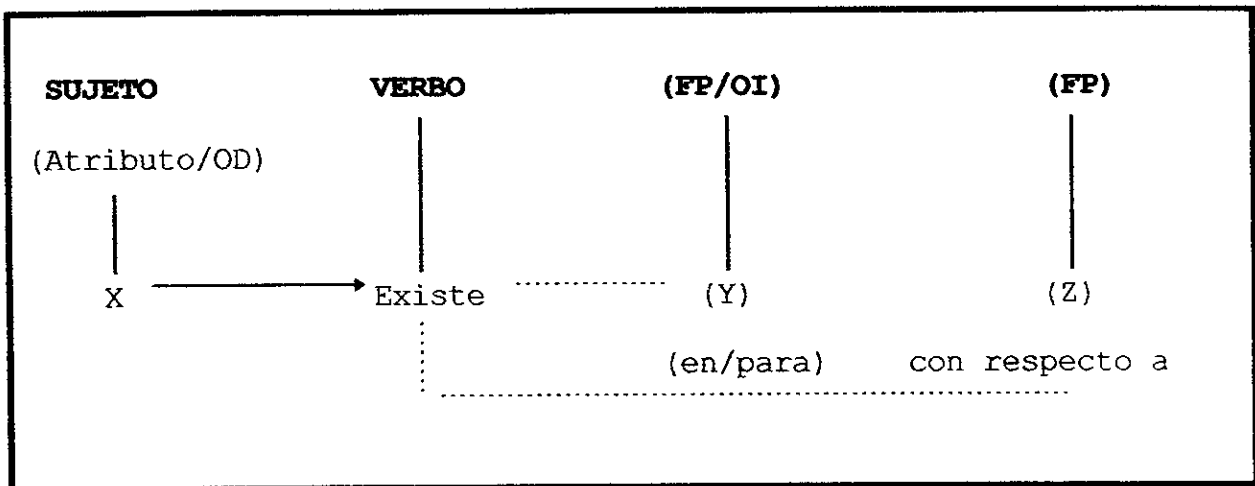 SUJETO VERBO (FP/OI) (FP)
(Atributo/OD)
X Existe (Y) (Z)
(en/para) con respecto a